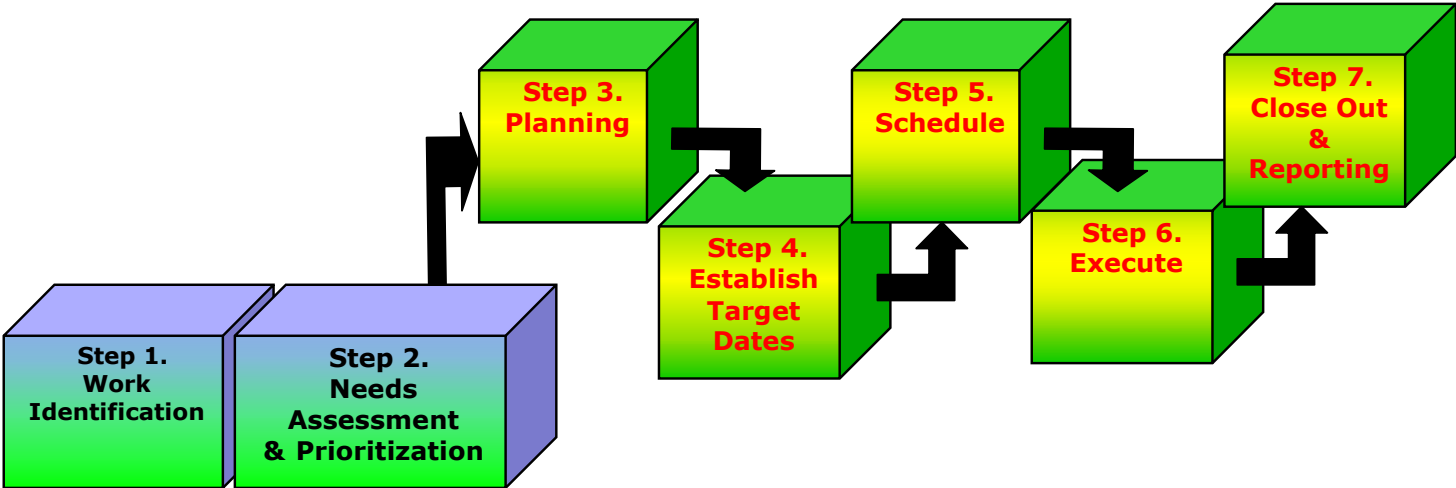 Step 1.
Work
Identification
Step 2.
Needs
Assessment
& Prioritization
Step 3.
Planning
Step 4.
Establish
Target
Dates
Step 5.
Schedule
Step 6.
Execute
Step 7.
Close Out
&
Reporting